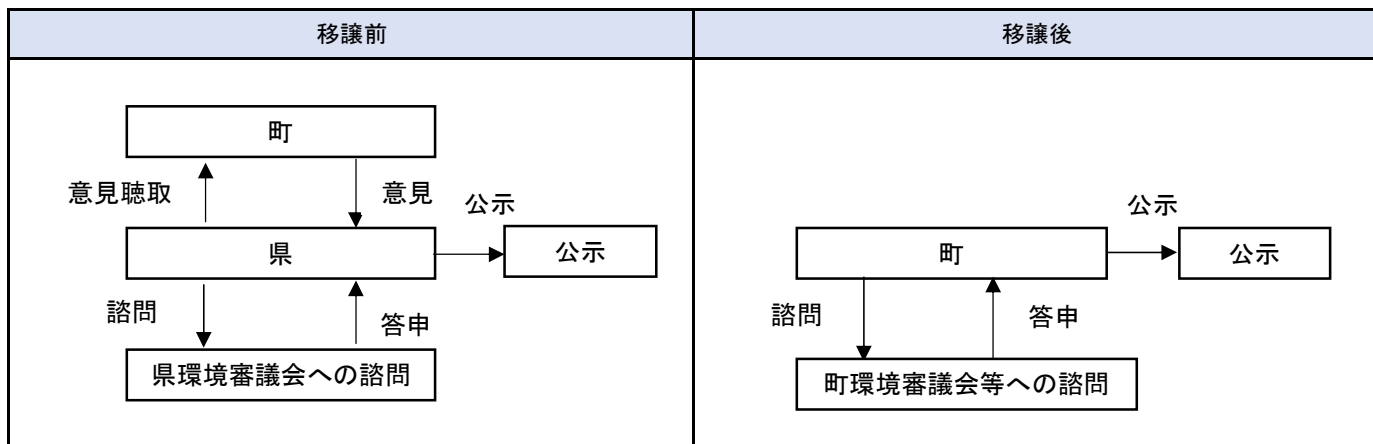 移譲前
移譲後
町
意見聴取
意見
公示
県
公示
諮問
答申
県環境審議会への諮問
公示
町
公示
諮問
答申
町環境審議会等への諮問